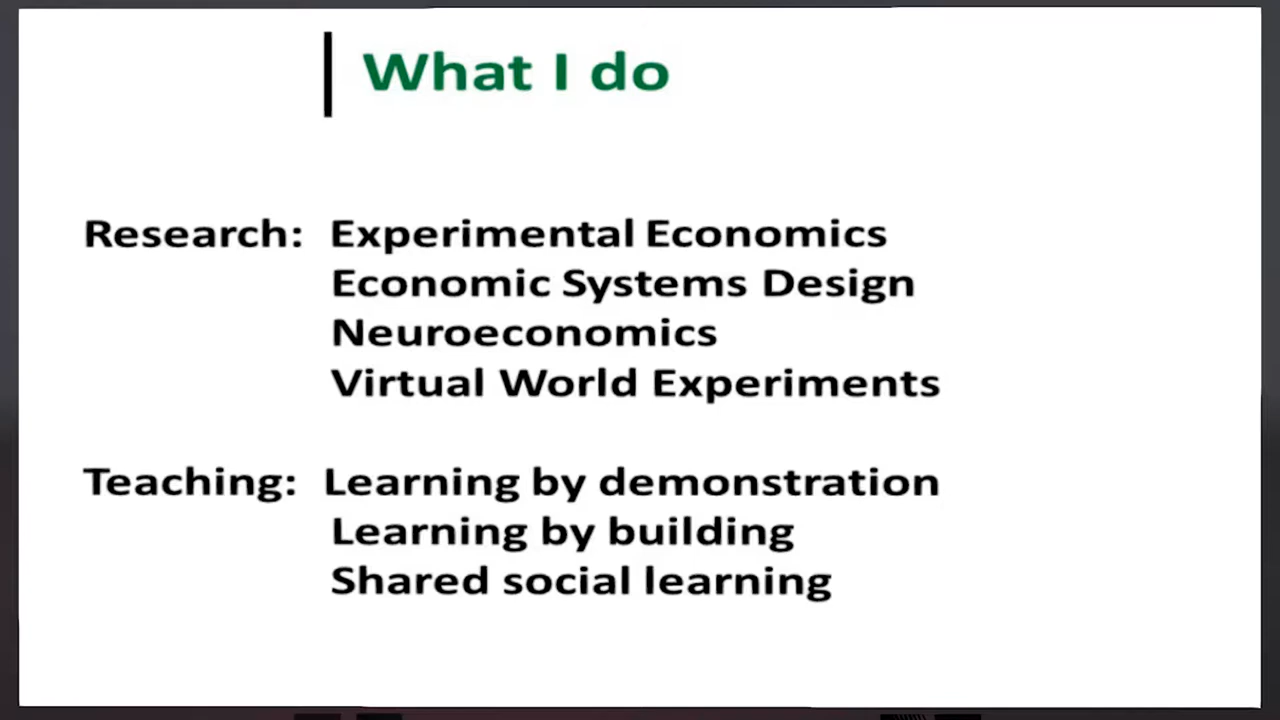 What I do
Research: Experimental Economics
Economic Systems Design
Neuroeconomics
Virtual World Experiments
Teaching: Learning by demonstration
Learning by building
Shared social learning